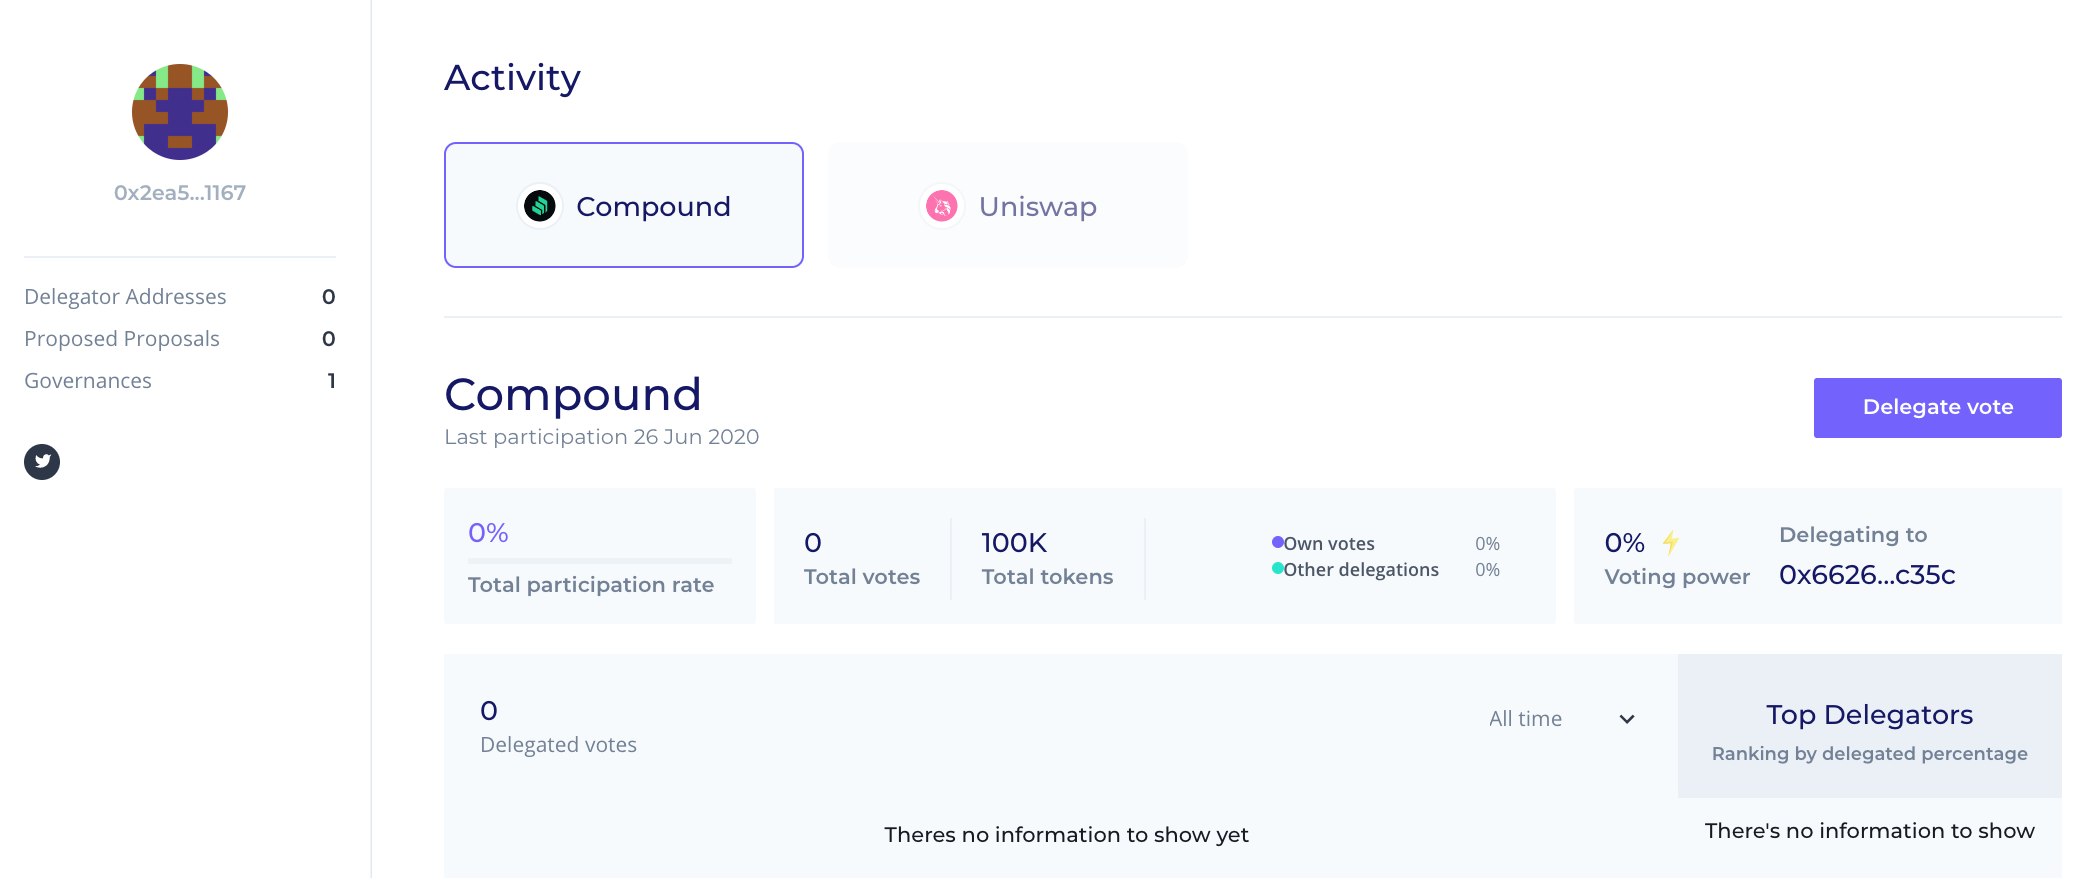 0x2ea5...1167
Delegator Addresses 0
Proposed Proposals 0
Governances 1
Activity
Compound
Uniswap
Compound
Last participation 26 Jun 2020
Delegate vote
0%
Total participation rate
0
Total votes
100K
Total tokens
Own votes 0%
Other delegations 0%
0%
Voting power
Delegating to
0x6626...c35c
0
Delegated votes
All time
Theres no information to show yet
Top Delegators
Ranking by delegated percentage
There's no information to show